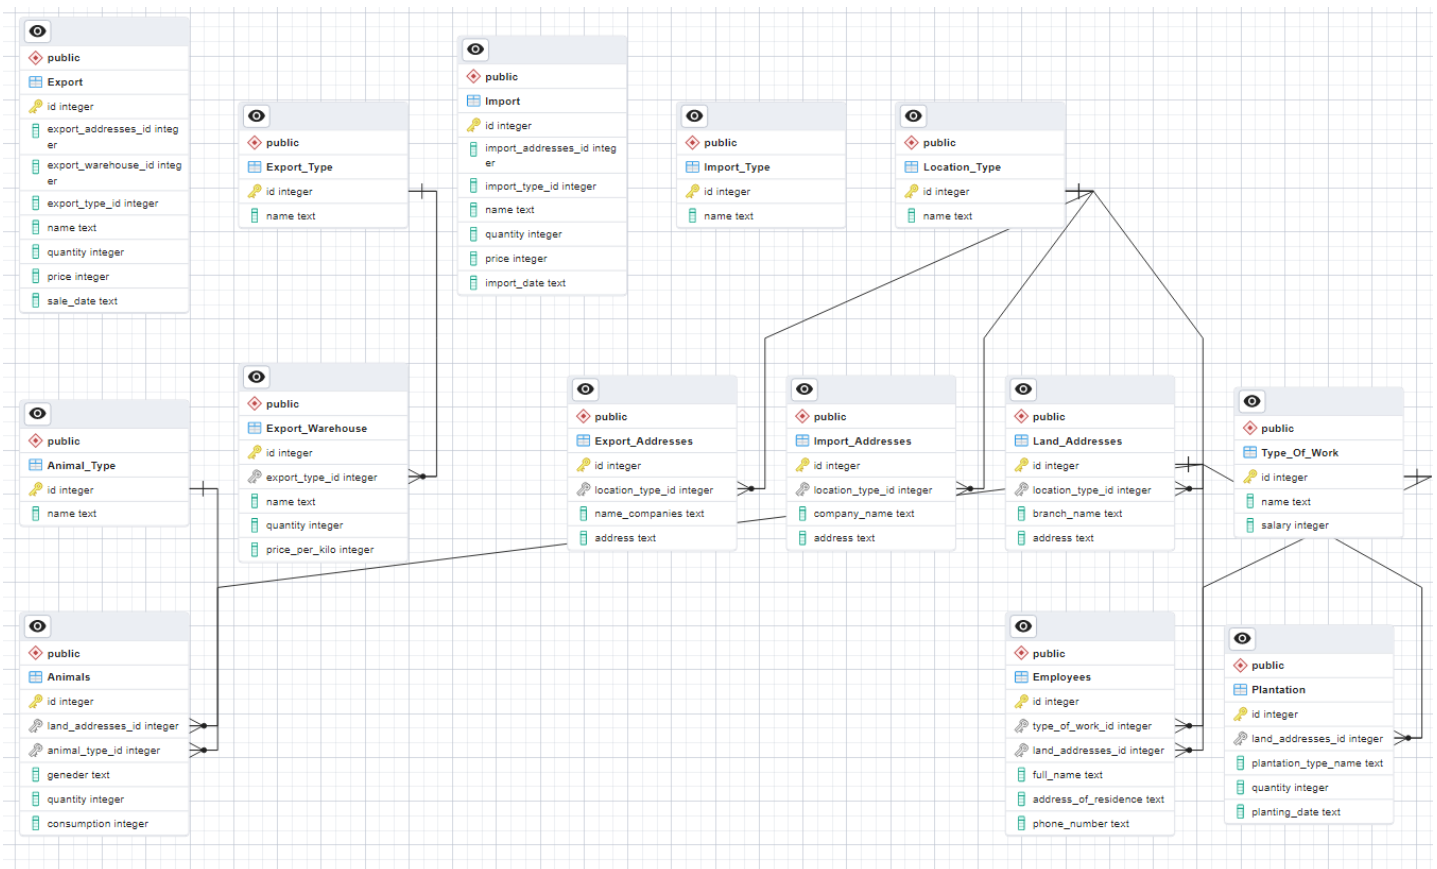 public
Export
id integer
export_addresses_id integ
er
export_warehouse_id integ
er
export_type_id integer
name text
quantity integer
price integer
sale_date text
public
Export_Type
id integer
name text
public
Import
id integer
import_addresses_id integ
er
import_type_id integer
name text
quantity integer
price integer
import_date text
public
Import_Type
id integer
name text
public
Location_Type
id integer
name text
public
Animal_Type
id integer
name text
public
Export_Warehouse
id integer
export_type_id integer
name text
quantity integer
price_per_kilo integer
public
Export_Addresses
id integer
location_type_id integer
name_companies text
address text
public
Import_Addresses
id integer
location_type_id integer
company_name text
address text
public
Land_Addresses
id integer
location_type_id integer
branch_name text
address text
public
Type_Of_Work
id integer
name text
salary integer
public
Animals
id integer
land_addresses_id integer
animal_type_id integer
geneder text
quantity integer
consumption integer
public
Employees
id integer
type_of_work_id integer
land_addresses_id integer
full_name text
address_of_residence text
phone_number text
public
Plantation
id integer
land_addresses_id integer
plantation_type_name text
quantity integer
planting_date text